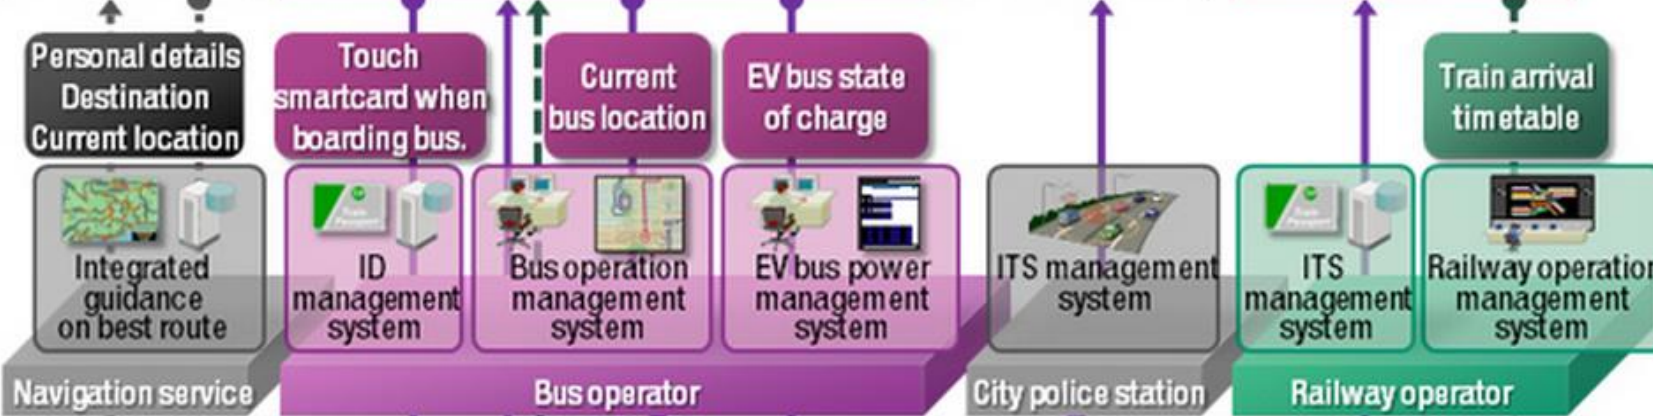 Personal details
Destination
Current location
Touch
smartcard when
boarding bus.
Current
bus location
EV bus state
of charge
Train arrival
timetable
Integrated
guidance
on best route
ID
management
system
Bus operation
management
system
EV bus power
management
system
ITS management
system
ITS
management
system
Railway operation
management
system
Navigation service
Bus operator
City police station
Railway operator